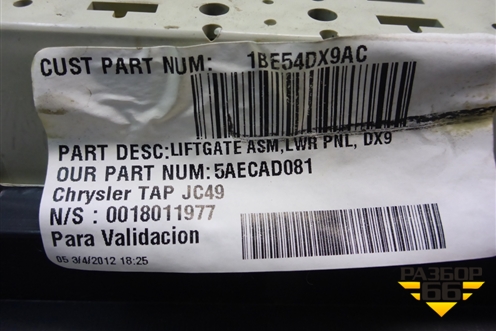 CUST PART NUM: 1BE54DX9AC
PART DESC:LIFTGATE ASM,LWR PNL, DX9
OUR PART NUM:5AECAD081
Chrysler TAP JC49
N/S : 0018011977
Para Validacion
05 3/4/2012 18:25
РАЗБОР
66